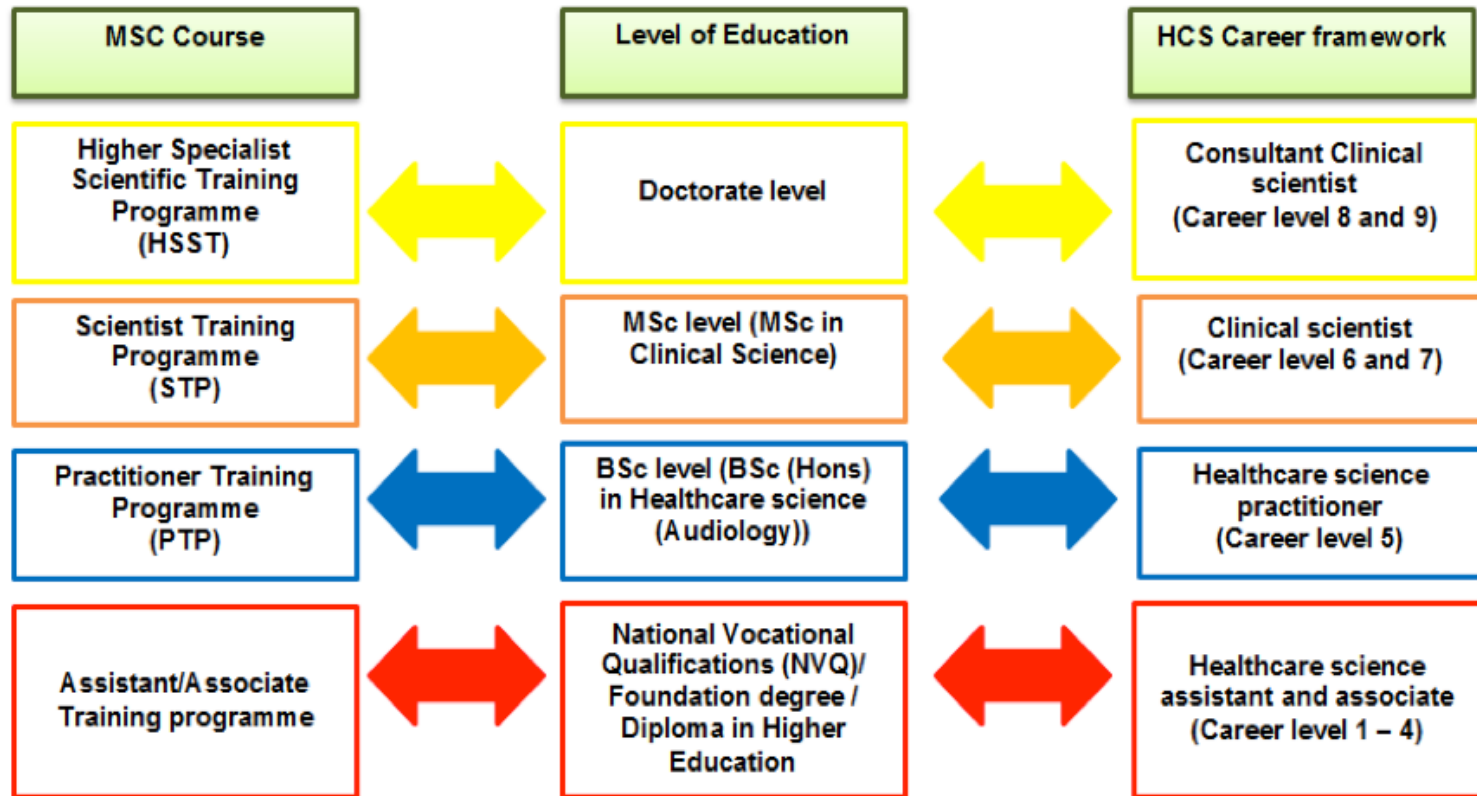 MSC Course
Level of Education
HCS Career framework
Higher Specialist
Scientific Training
Programme
(HSST)
Doctorate level
Consultant Clinical
scientist
(Career level 8 and 9)
Scientist Training
Programme
(STP)
MSc level (MSc in
Clinical Science)
Clinical scientist
(Career level 6 and 7)
Practitioner Training
Programme
(PTP)
BSc level (BSc (Hons)
in Healthcare science
(Audiology))
Healthcare science
practitioner
(Career level 5)
Assistant/Associate
Training programme
National Vocational
Qualifications (NVQ)/
Foundation degree /
Diploma in Higher
Education
Healthcare science
assistant and associate
(Career level 1 – 4)